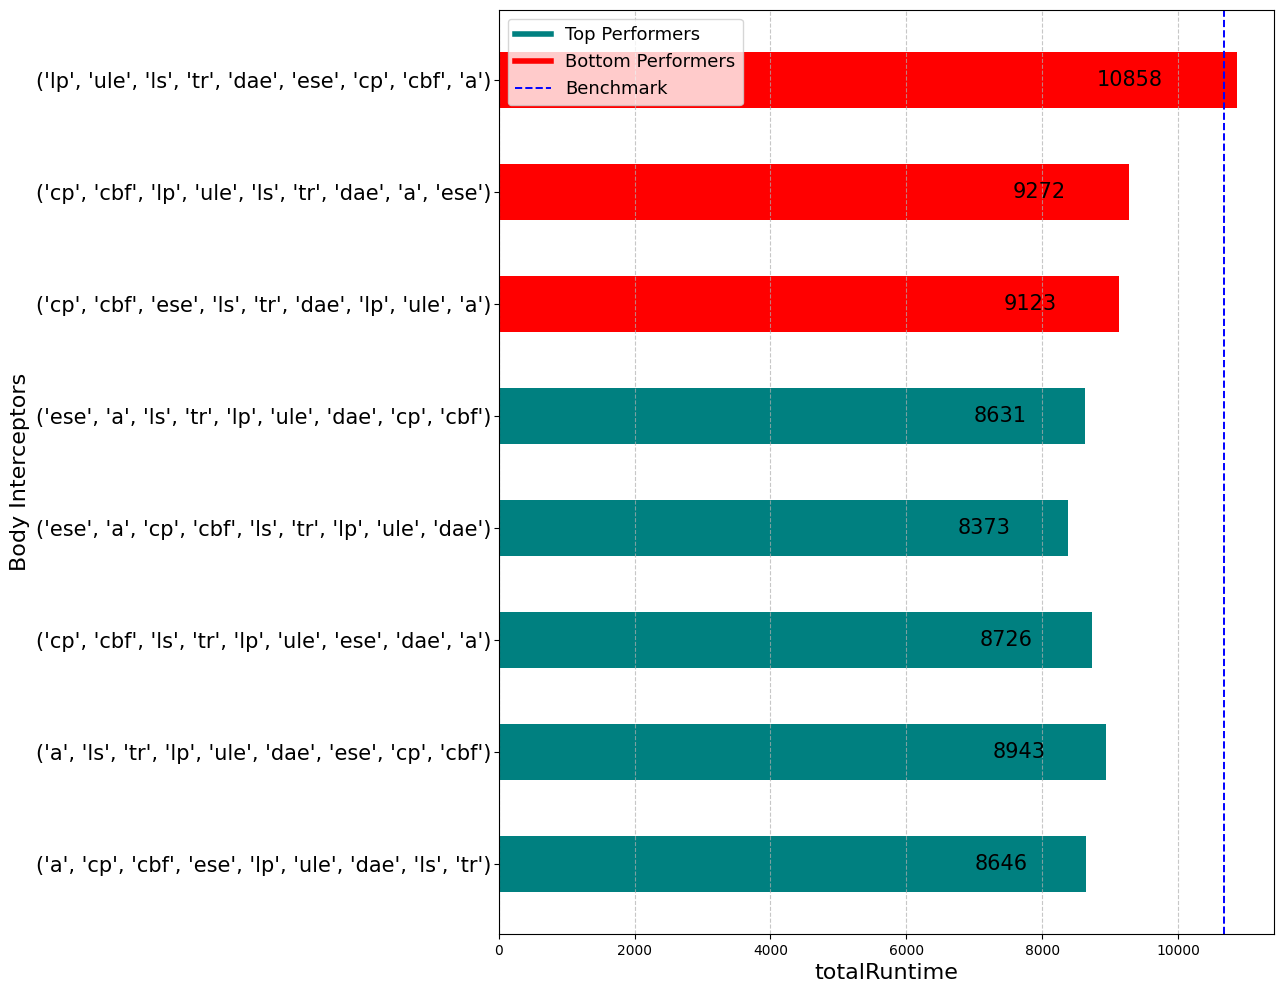 Top Performers
Bottom Performers
Benchmark
('lp', 'ule', 'ls', 'tr', 'dae', 'ese', 'cp', 'cbf', 'a')
10858
('cp', 'cbf', 'lp', 'ule', 'ls', 'tr', 'dae', 'a', 'ese')
9272
('cp', 'cbf', 'ese', 'ls', 'tr', 'dae', 'lp', 'ule', 'a')
9123
('ese', 'a', 'ls', 'tr', 'lp', 'ule', 'dae', 'cp', 'cbf')
8631
('ese', 'a', 'cp', 'cbf', 'ls', 'tr', 'lp', 'ule', 'dae')
8373
('cp', 'cbf', 'ls', 'tr', 'lp', 'ule', 'ese', 'dae', 'a')
8726
('a', 'ls', 'tr', 'lp', 'ule', 'dae', 'ese', 'cp', 'cbf')
8943
('a', 'cp', 'cbf', 'ese', 'lp', 'ule', 'dae', 'ls', 'tr')
8646
Body Interceptors
0 2000 4000 6000 8000 10000
totalRuntime